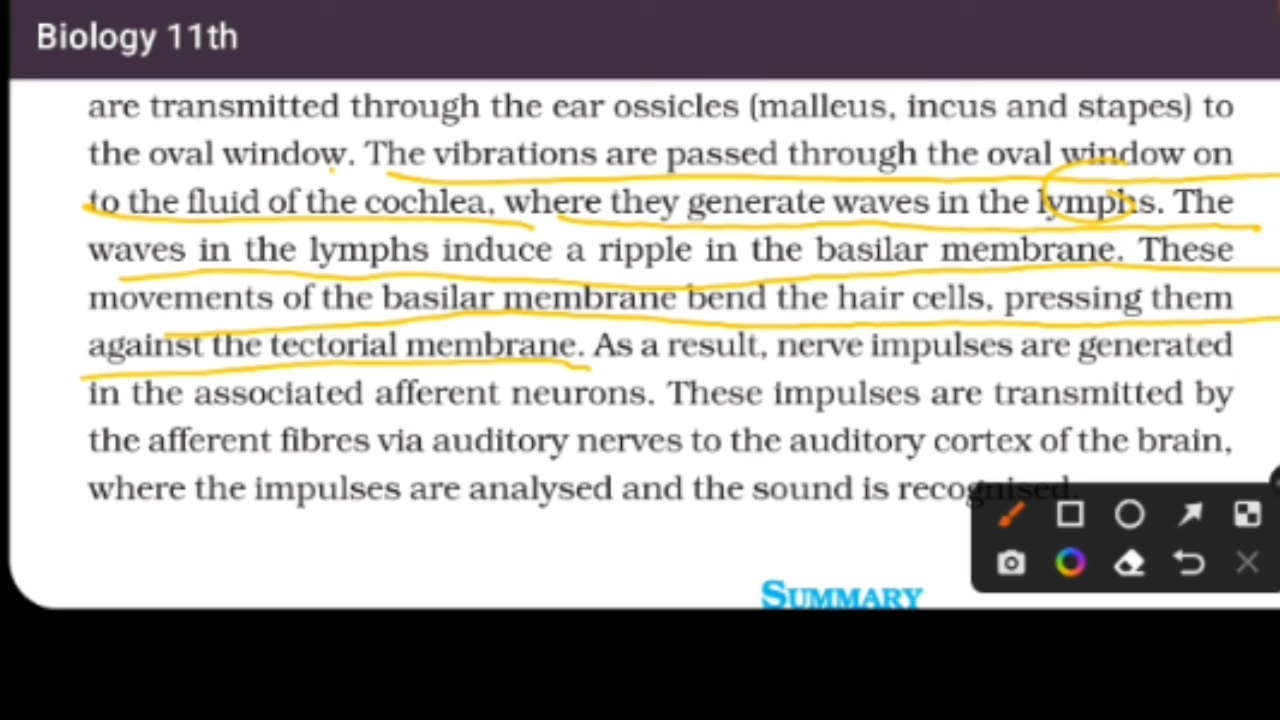 Biology 11th
are transmitted through the ear ossicles (malleus, incus and stapes) to
the oval window. The vibrations are passed through the oval window on
to the fluid of the cochlea, where they generate waves in the lymphs. The
waves in the lymphs induce a ripple in the basilar membrane. These
movements of the basilar membrane bend the hair cells, pressing them
against the tectorial membrane. As a result, nerve impulses are generated
in the associated afferent neurons. These impulses are transmitted by
the afferent fibres via auditory nerves to the auditory cortex of the brain,
where the impulses are analysed and the sound is recognised.
SUMMARY